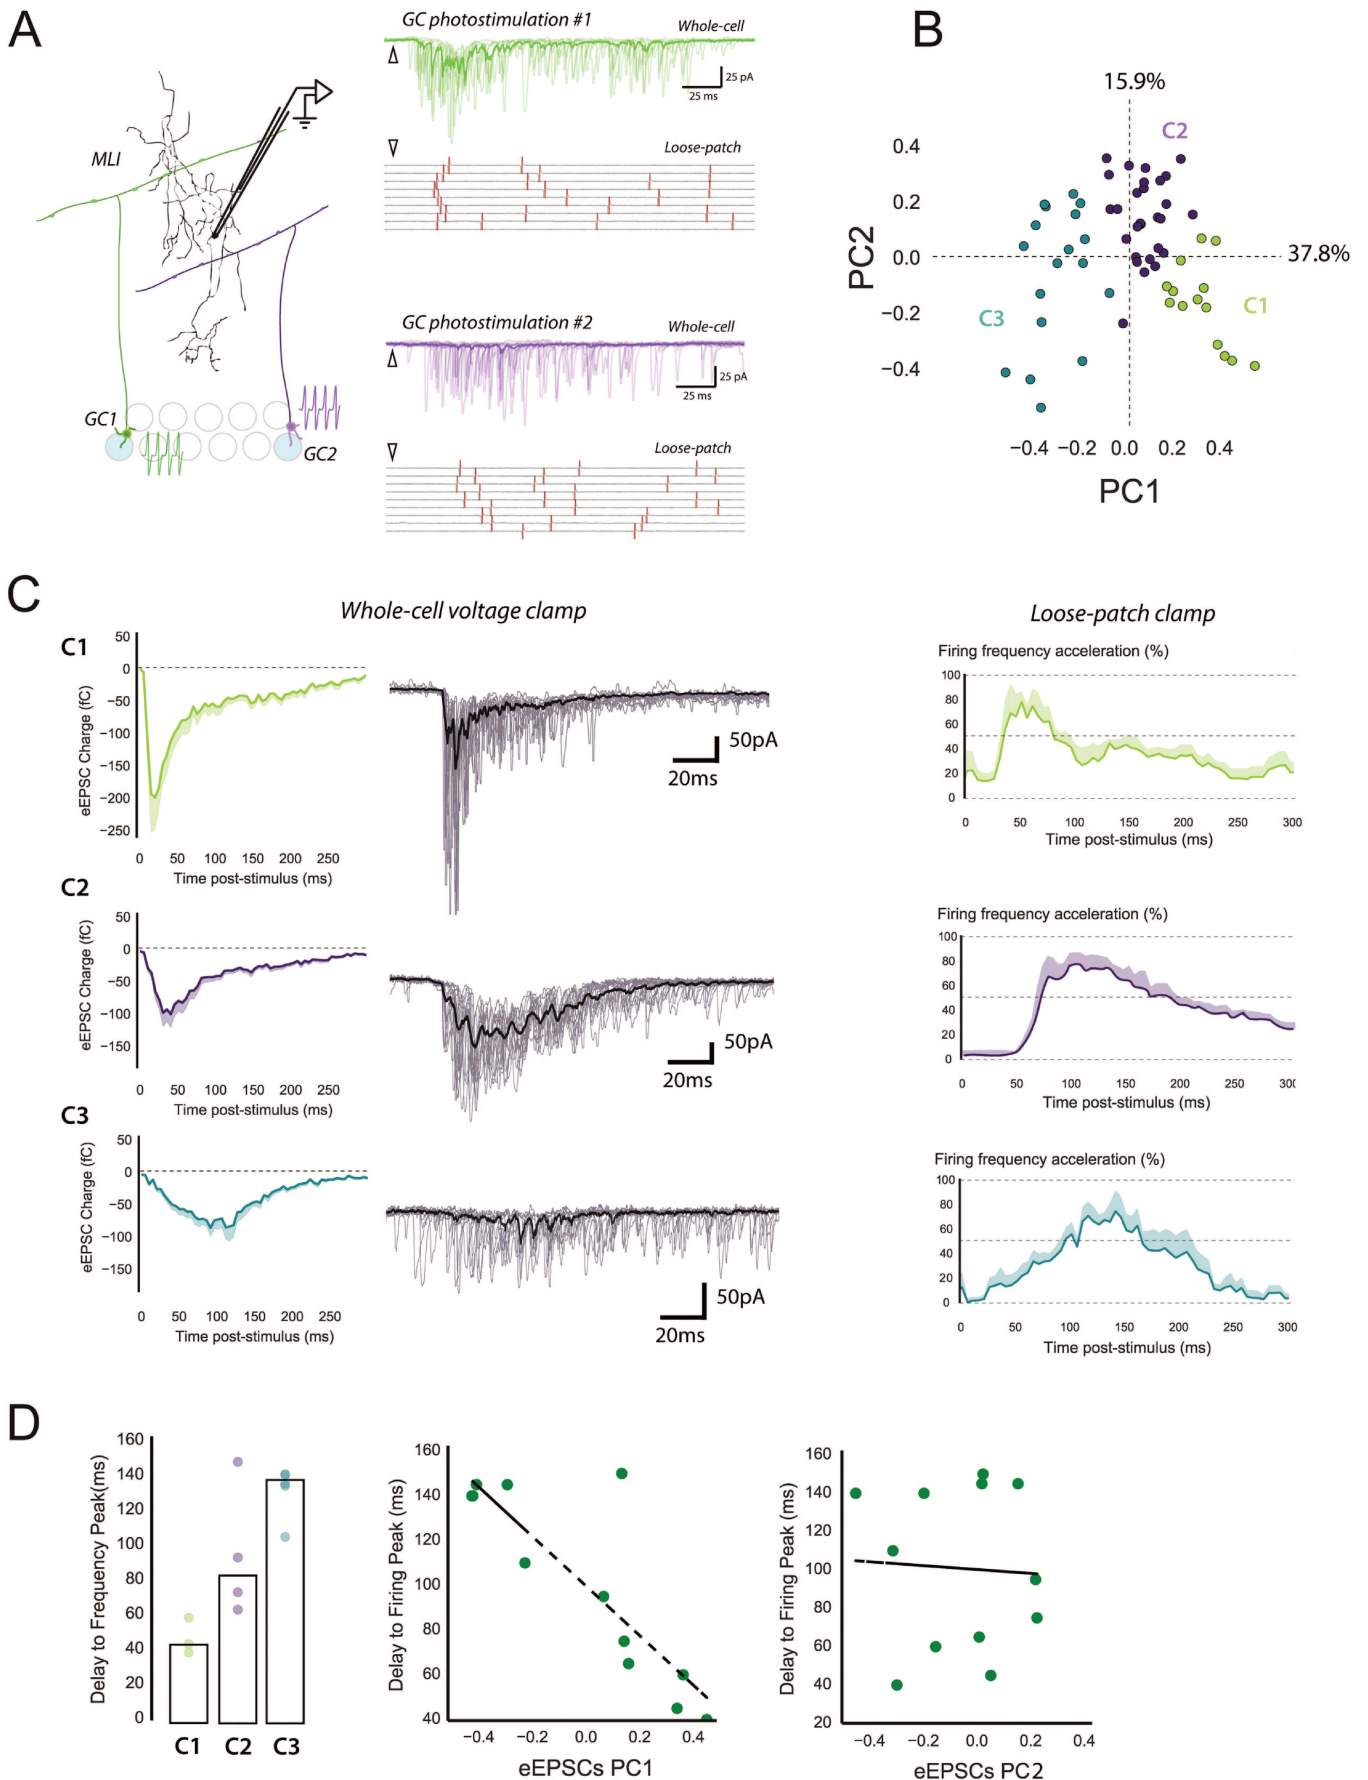 A
GC photostimulation #1
Whole-cell
25 pA
25 ms
Loose-patch
MLI
GC photostimulation #2
Whole-cell
25 pA
25 ms
Loose-patch
GC1
GC2
B
15.9%
C2
0.4
0.2
0.0
−0.2
−0.4
PC2
37.8%
C3
C1
−0.4 −0.2 0.0 0.2 0.4
PC1
C
Whole-cell voltage clamp
Loose-patch clamp
C1
50
0
−50
−100
−150
−200
−250
eEPSC Charge (fC)
0 50 100 150 200 250
Time post-stimulus (ms)
50pA
20ms
Firing frequency acceleration (%)
100
80
60
40
20
0
0 50 100 150 200 250 300
Time post-stimulus (ms)
C2
50
0
−50
−100
−150
eEPSC Charge (fC)
0 50 100 150 200 250
Time post-stimulus (ms)
50pA
20ms
Firing frequency acceleration (%)
100
80
60
40
20
0
0 50 100 150 200 250 300
Time post-stimulus (ms)
C3
50
0
−50
−100
−150
eEPSC Charge (fC)
0 50 100 150 200 250
Time post-stimulus (ms)
50pA
20ms
Firing frequency acceleration (%)
100
80
60
40
20
0
0 50 100 150 200 250 300
Time post-stimulus (ms)
D
160
140
120
100
80
60
40
20
0
Delay to Frequency Peak(ms)
C1 C2 C3
160
140
120
100
80
60
40
Delay to Firing Peak (ms)
−0.4 −0.2 0.0 0.2 0.4
eEPSCs PC1
160
140
120
100
80
60
40
20
Delay to Firing Peak (ms)
−0.4 −0.2 0.0 0.2 0.4
eEPSCs PC2